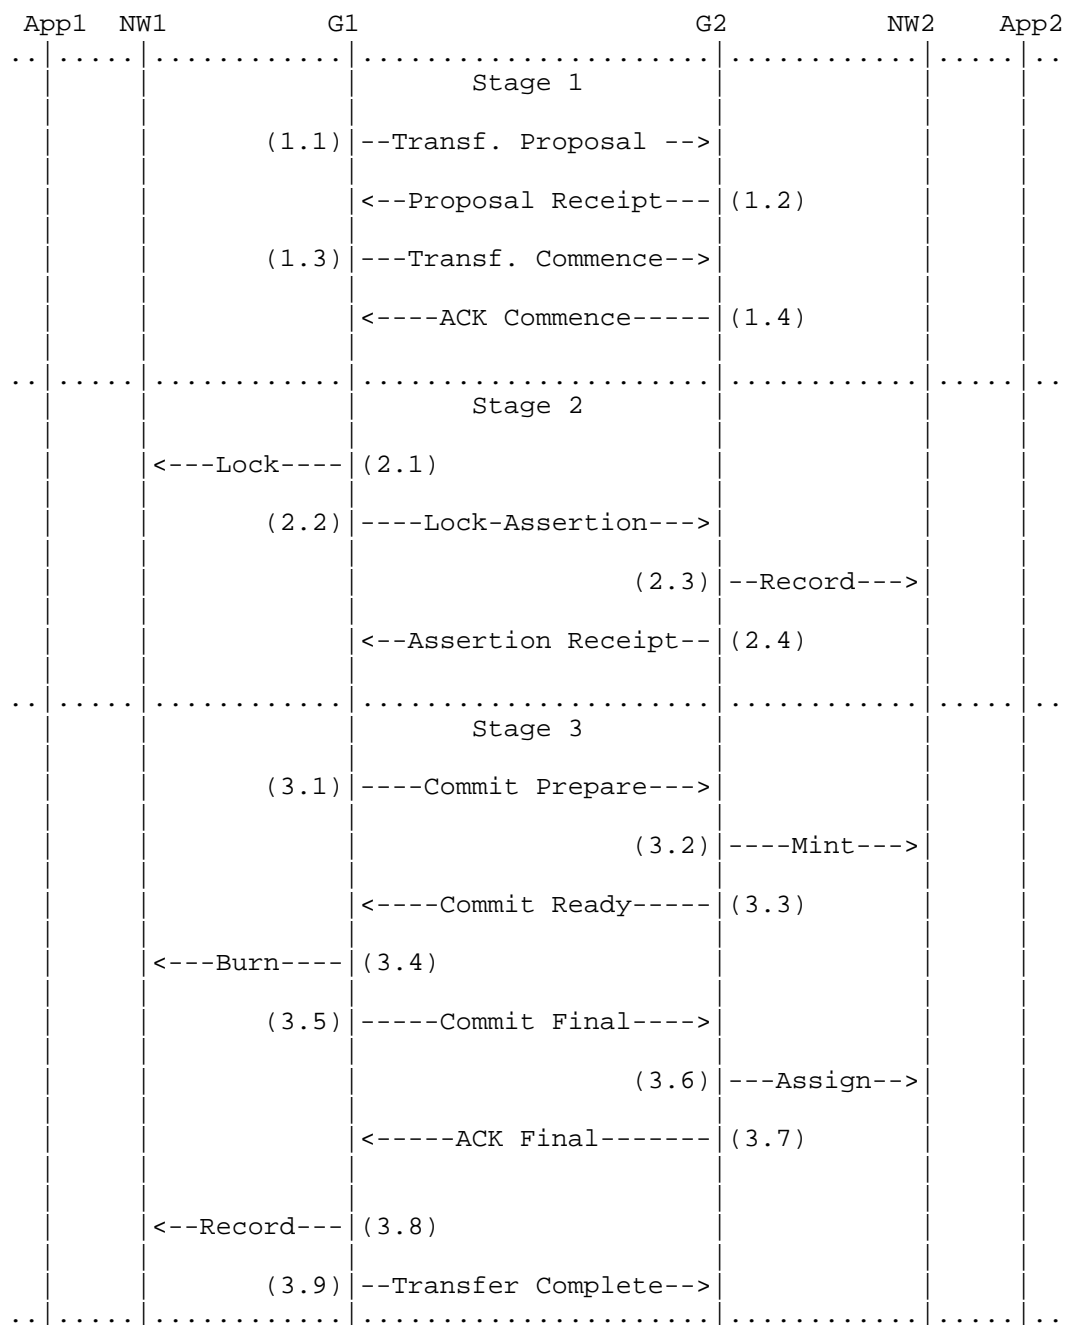 App1 NW1 G1 G2 NW2 App2
..|.....|............|......................|............|.....|..
Stage 1
(1.1)|--Transf. Proposal -->|
|<--Proposal Receipt---|(1.2)
(1.3)|---Transf. Commence-->|
|<----ACK Commence-----|(1.4)
..|.....|............|......................|............|.....|..
Stage 2
|<---Lock----|(2.1)
(2.2)|----Lock-Assertion--->|
(2.3)|--Record--->|
|<--Assertion Receipt--|(2.4)
..|.....|............|......................|............|.....|..
Stage 3
(3.1)|----Commit Prepare--->|
(3.2)|----Mint--->|
|<----Commit Ready-----|(3.3)
|<---Burn----|(3.4)
(3.5)|-----Commit Final---->|
(3.6)|---Assign-->|
|<-----ACK Final-------|(3.7)
|<--Record---|(3.8)
(3.9)|--Transfer Complete-->|
..|.....|............|......................|............|.....|..